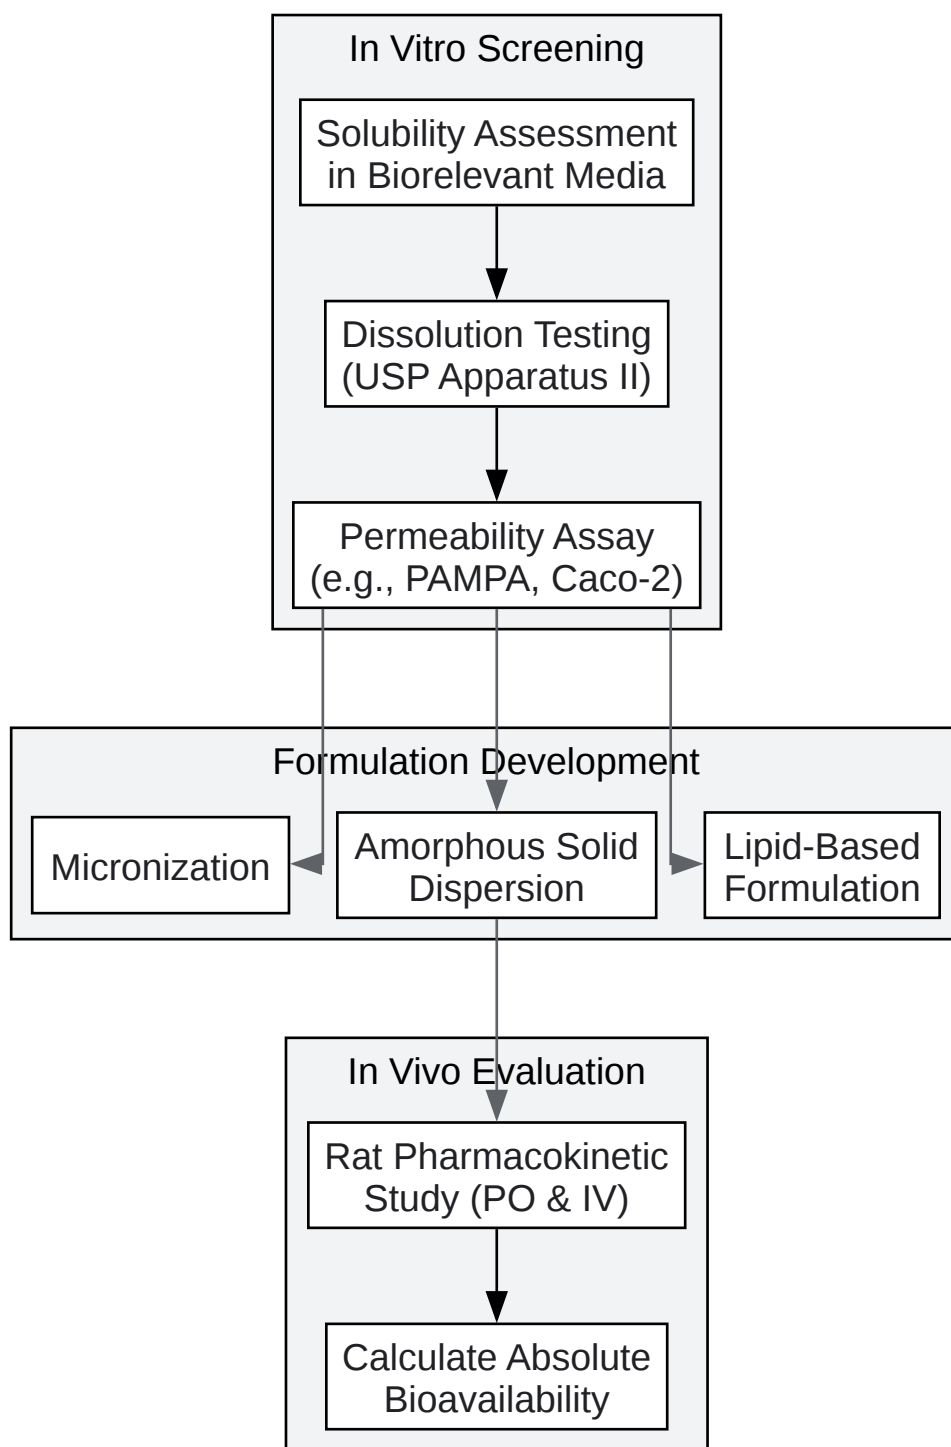 In Vitro Screening
Solubility Assessment
in Biorelevant Media
Dissolution Testing
(USP Apparatus II)
Permeability Assay
(e.g., PAMPA, Caco-2)
Formulation Development
Micronization
Amorphous Solid
Dispersion
Lipid-Based
Formulation
In Vivo Evaluation
Rat Pharmacokinetic
Study (PO & IV)
Calculate Absolute
Bioavailability